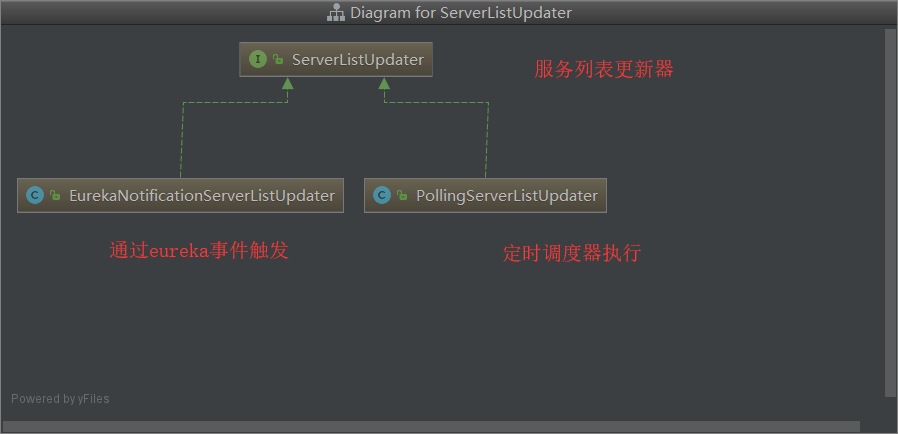 Diagram for ServerListUpdater
I ServerListUpdater
服务列表更新器
C EurekaNotificationServerListUpdater
C PollingServerListUpdater
通过eureka事件触发
定时调度器执行
Powered by yFiles